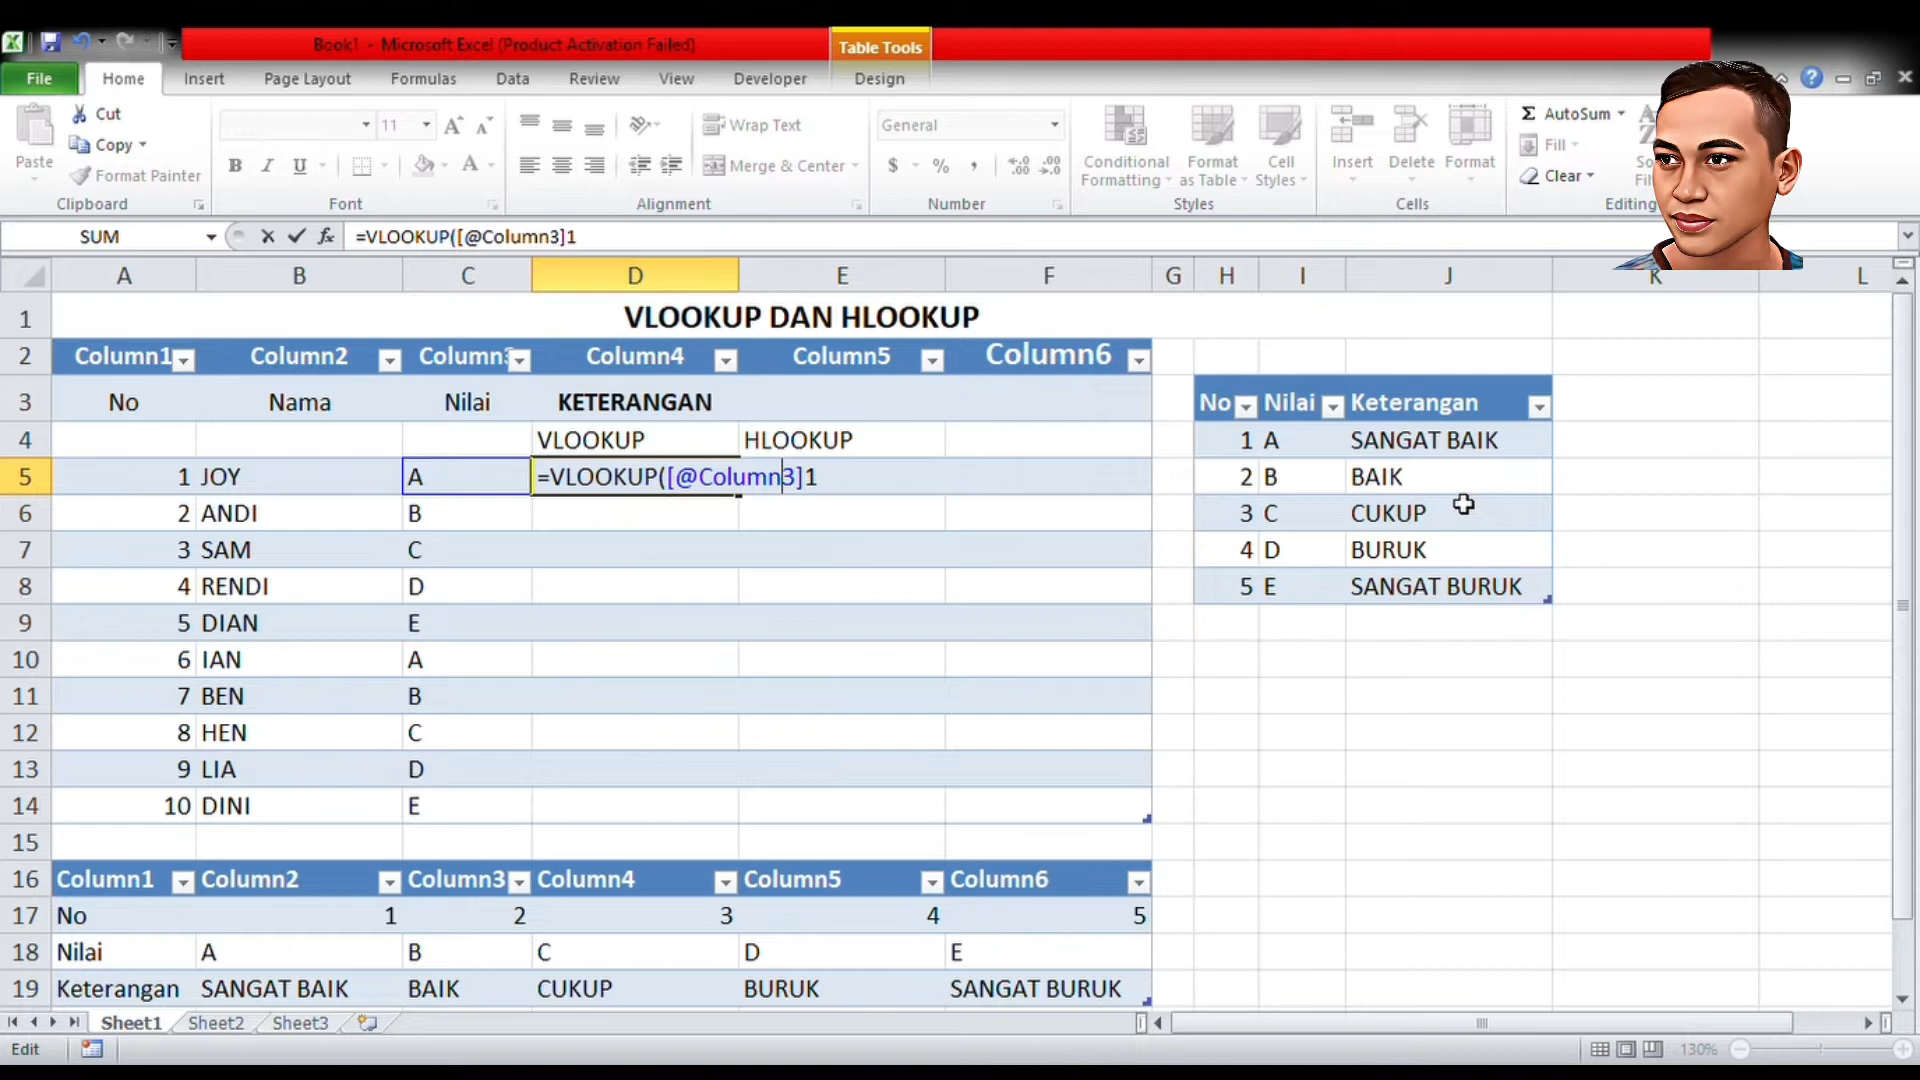 Book1 - Microsoft Excel (Product Activation Failed)
Table Tools
File Home Insert Page Layout Formulas Data Review View Developer Design
Paste
Cut
Copy
Format Painter
Clipboard
11
B I U
Font
Wrap Text
Merge & Center
Alignment
General
$ % ,
Number
Conditional Formatting
Format as Table
Cell Styles
Styles
Insert Delete Format
Cells
Σ AutoSum
Fill
Clear
Editing
SUM
fx
=VLOOKUP([@Column3]1
A B C D E F G H I J K L
1 VLOOKUP DAN HLOOKUP
2 Column1 Column2 Column3 Column4 Column5 Column6
3 No Nama Nilai KETERANGAN No Nilai Keterangan
4 VLOOKUP HLOOKUP 1 A SANGAT BAIK
5 1 JOY A =VLOOKUP([@Column3]1 2 B BAIK
6 2 ANDI B 3 C CUKUP
7 3 SAM C 4 D BURUK
8 4 RENDI D 5 E SANGAT BURUK
9 5 DIAN E
10 6 IAN A
11 7 BEN B
12 8 HEN C
13 9 LIA D
14 10 DINI E
15
16 Column1 Column2 Column3 Column4 Column5 Column6
17 No 1 2 3 4 5
18 Nilai A B C D E
19 Keterangan SANGAT BAIK BAIK CUKUP BURUK SANGAT BURUK
Sheet1 Sheet2 Sheet3
Edit
130%